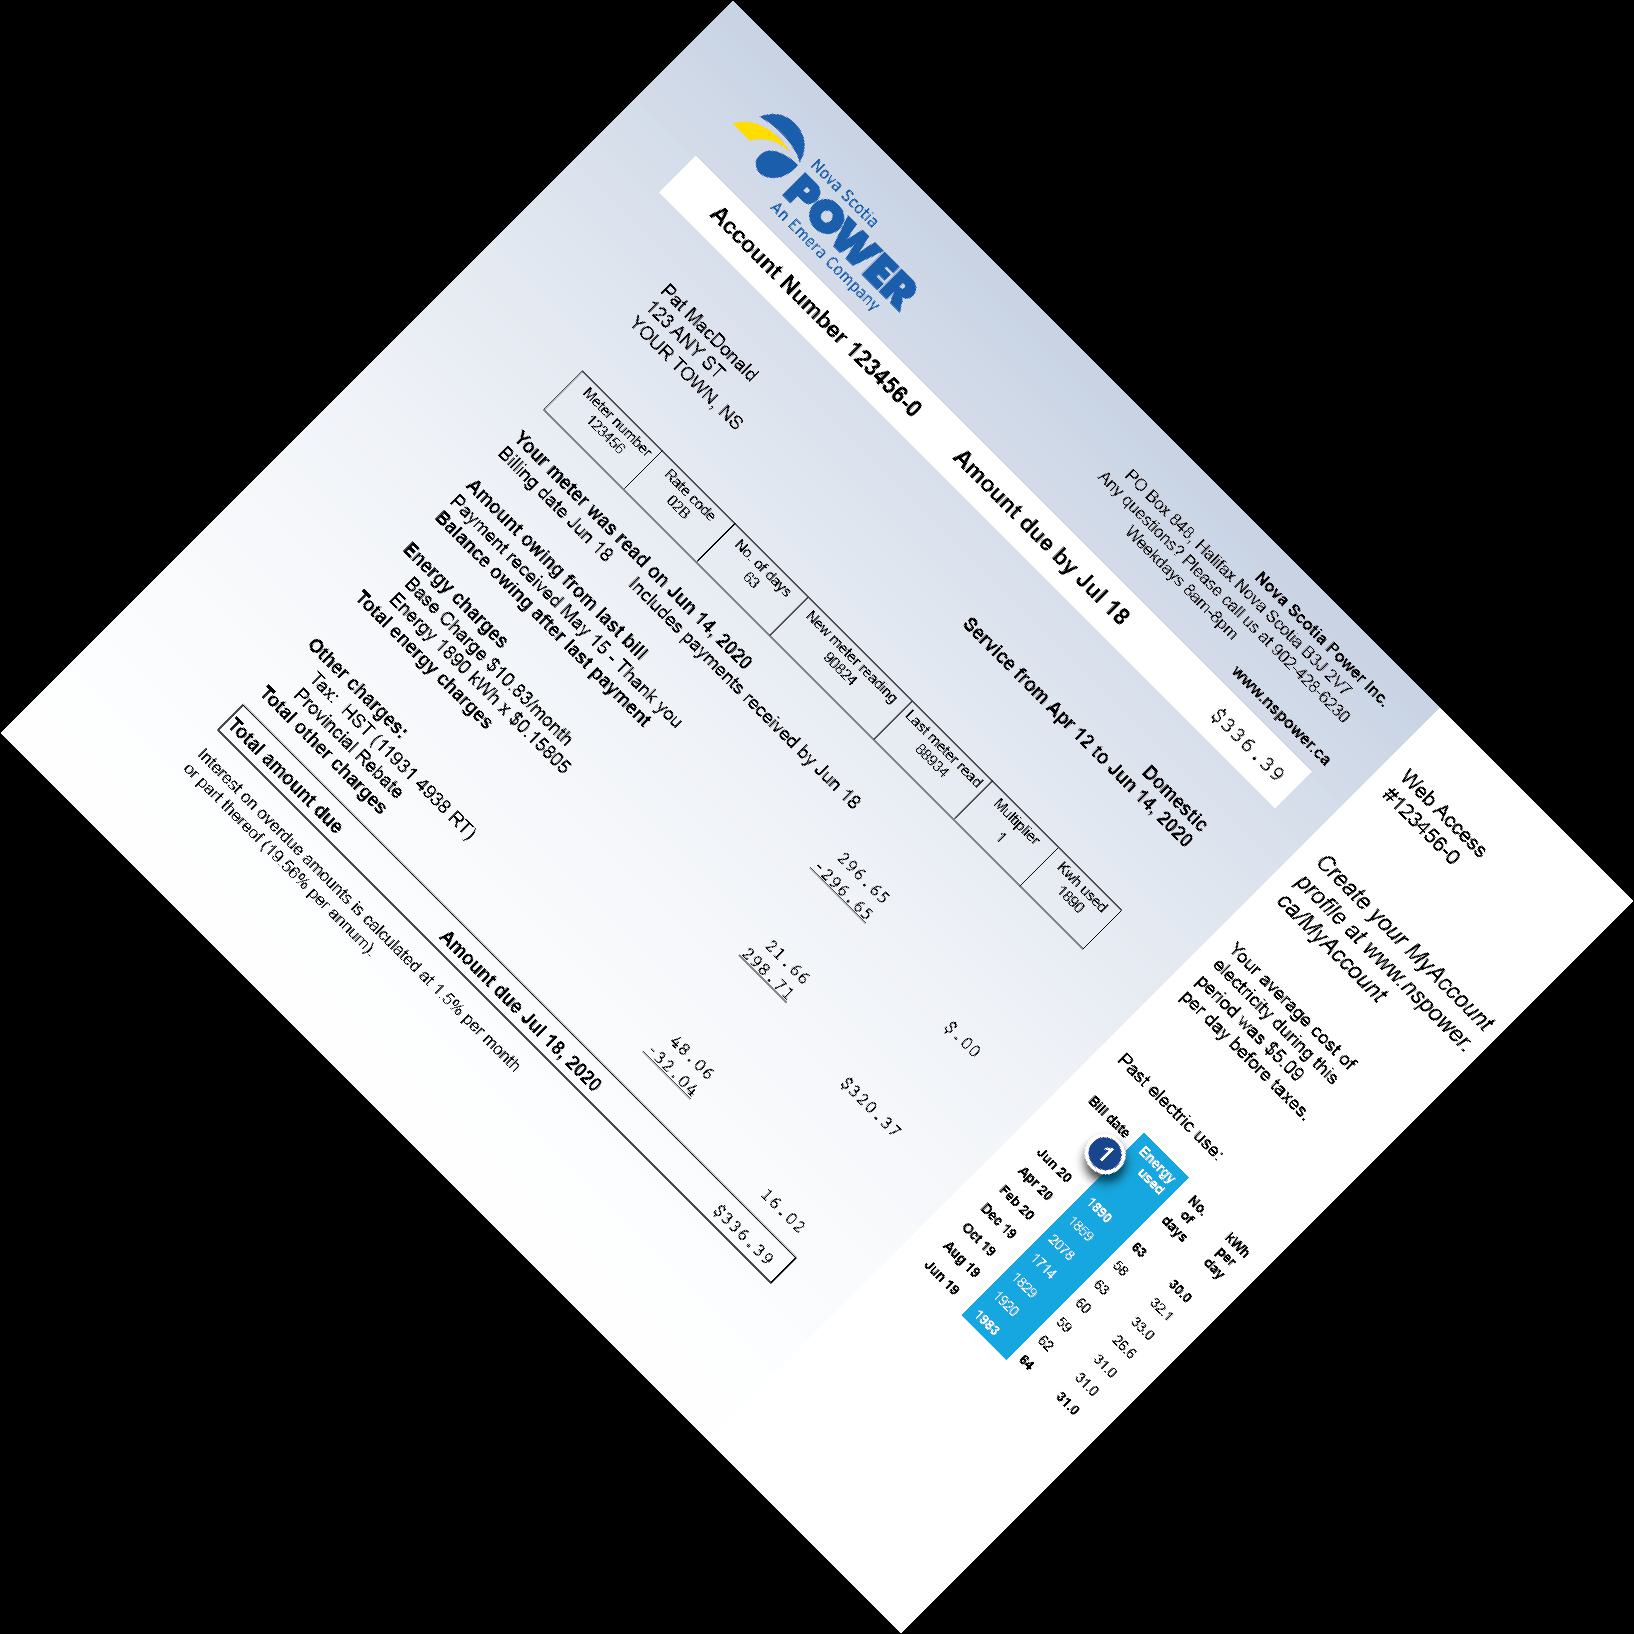 Nova Scotia
POWER
An Emera Company
Nova Scotia Power Inc.
PO Box 848, Halifax Nova Scotia B3J 2V7
Any questions? Please call us at 902-428-6230
Weekdays 8am-8pm
www.nspower.ca
Account Number 123456-0 Amount due by Jul 18 $336.39
Pat MacDonald
123 ANY ST
YOUR TOWN, NS
Domestic
Service from Apr 12 to Jun 14, 2020
Meter number Rate code No. of days New meter reading Last meter read Multiplier Kwh used
123456 02B 63 90824 88934 1 1890
Your meter was read on Jun 14, 2020
Billing date Jun 18 Includes payments received by Jun 18
Amount owing from last bill 296.65
Payment received May 15 - Thank you -296.65
Balance owing after last payment $.00
Energy charges
Base Charge $10.83/month 21.66
Energy 1890 kWh x $0.15805 298.71
Total energy charges $320.37
Other charges:
Tax: HST (11931 4938 RT) 48.06
Provincial Rebate -32.04
Total other charges 16.02
Total amount due Amount due Jul 18, 2020 $336.39
Interest on overdue amounts is calculated at 1.5% per month
or part thereof (19.56% per annum).
Web Access
#123456-0
Create your MyAccount
profile at www.nspower.
ca/MyAccount
Your average cost of
electricity during this
period was $5.09
per day before taxes.
Past electric use:
Bill date Energy used No. of days kWh per day
1
Jun 20 1890 63 30.0
Apr 20 1859 58 32.1
Feb 20 2078 63 33.0
Dec 19 1714 60 26.6
Oct 19 1829 59 31.0
Aug 19 1920 62 31.0
Jun 19 1983 64 31.0